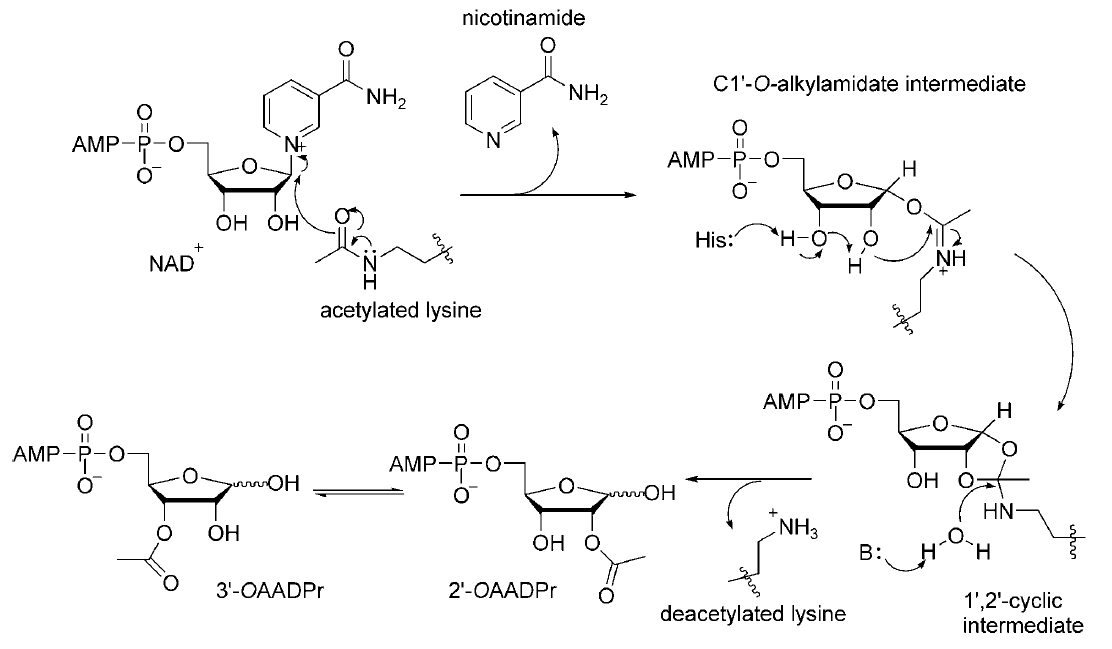 nicotinamide
O
NH2
N
O
NH2
N+
AMP-P-O
O
O−
O
OH
OH
NAD+
O
N
H
acetylated lysine
C1'-O-alkylamidate intermediate
AMP-P-O
O
O−
O
H
O
His:
H-O
O
H
NH
+
AMP-P-O
O
O−
O
H
O
OH
O
HN
B:
H
O
H
1',2'-cyclic
intermediate
AMP-P-O
O
O−
O
OH
OH
O
O
2'-OAADPr
NH3
+
deacetylated lysine
AMP-P-O
O
O−
O
OH
OH
O
O
3'-OAADPr